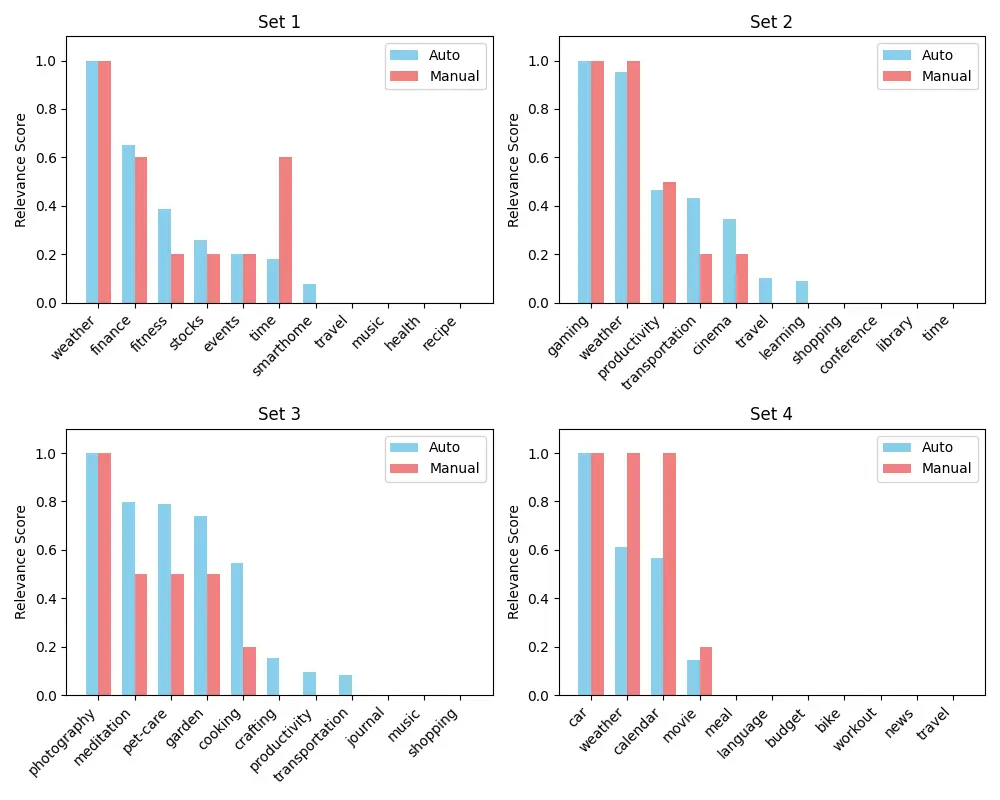 Set 1
Relevance Score
1.0
0.8
0.6
0.4
0.2
0.0
Auto
Manual
weather
finance
fitness
stocks
events
time
smarthome
travel
music
health
recipe
Set 2
Relevance Score
1.0
0.8
0.6
0.4
0.2
0.0
Auto
Manual
gaming
weather
productivity
transportation
cinema
travel
learning
shopping
conference
library
time
Set 3
Relevance Score
1.0
0.8
0.6
0.4
0.2
0.0
Auto
Manual
photography
meditation
pet-care
garden
cooking
crafting
productivity
transportation
journal
music
shopping
Set 4
Relevance Score
1.0
0.8
0.6
0.4
0.2
0.0
Auto
Manual
car
weather
calendar
movie
meal
language
budget
bike
workout
news
travel